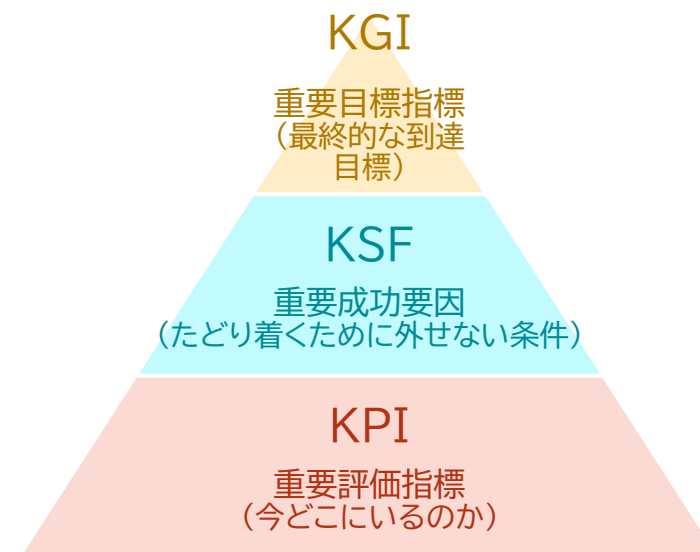 KGI
重要目標指標
（最終的な到達
目標）
KSF
重要成功要因
（たどり着くために外せない条件）
KPI
重要評価指標
（今どこにいるのか）